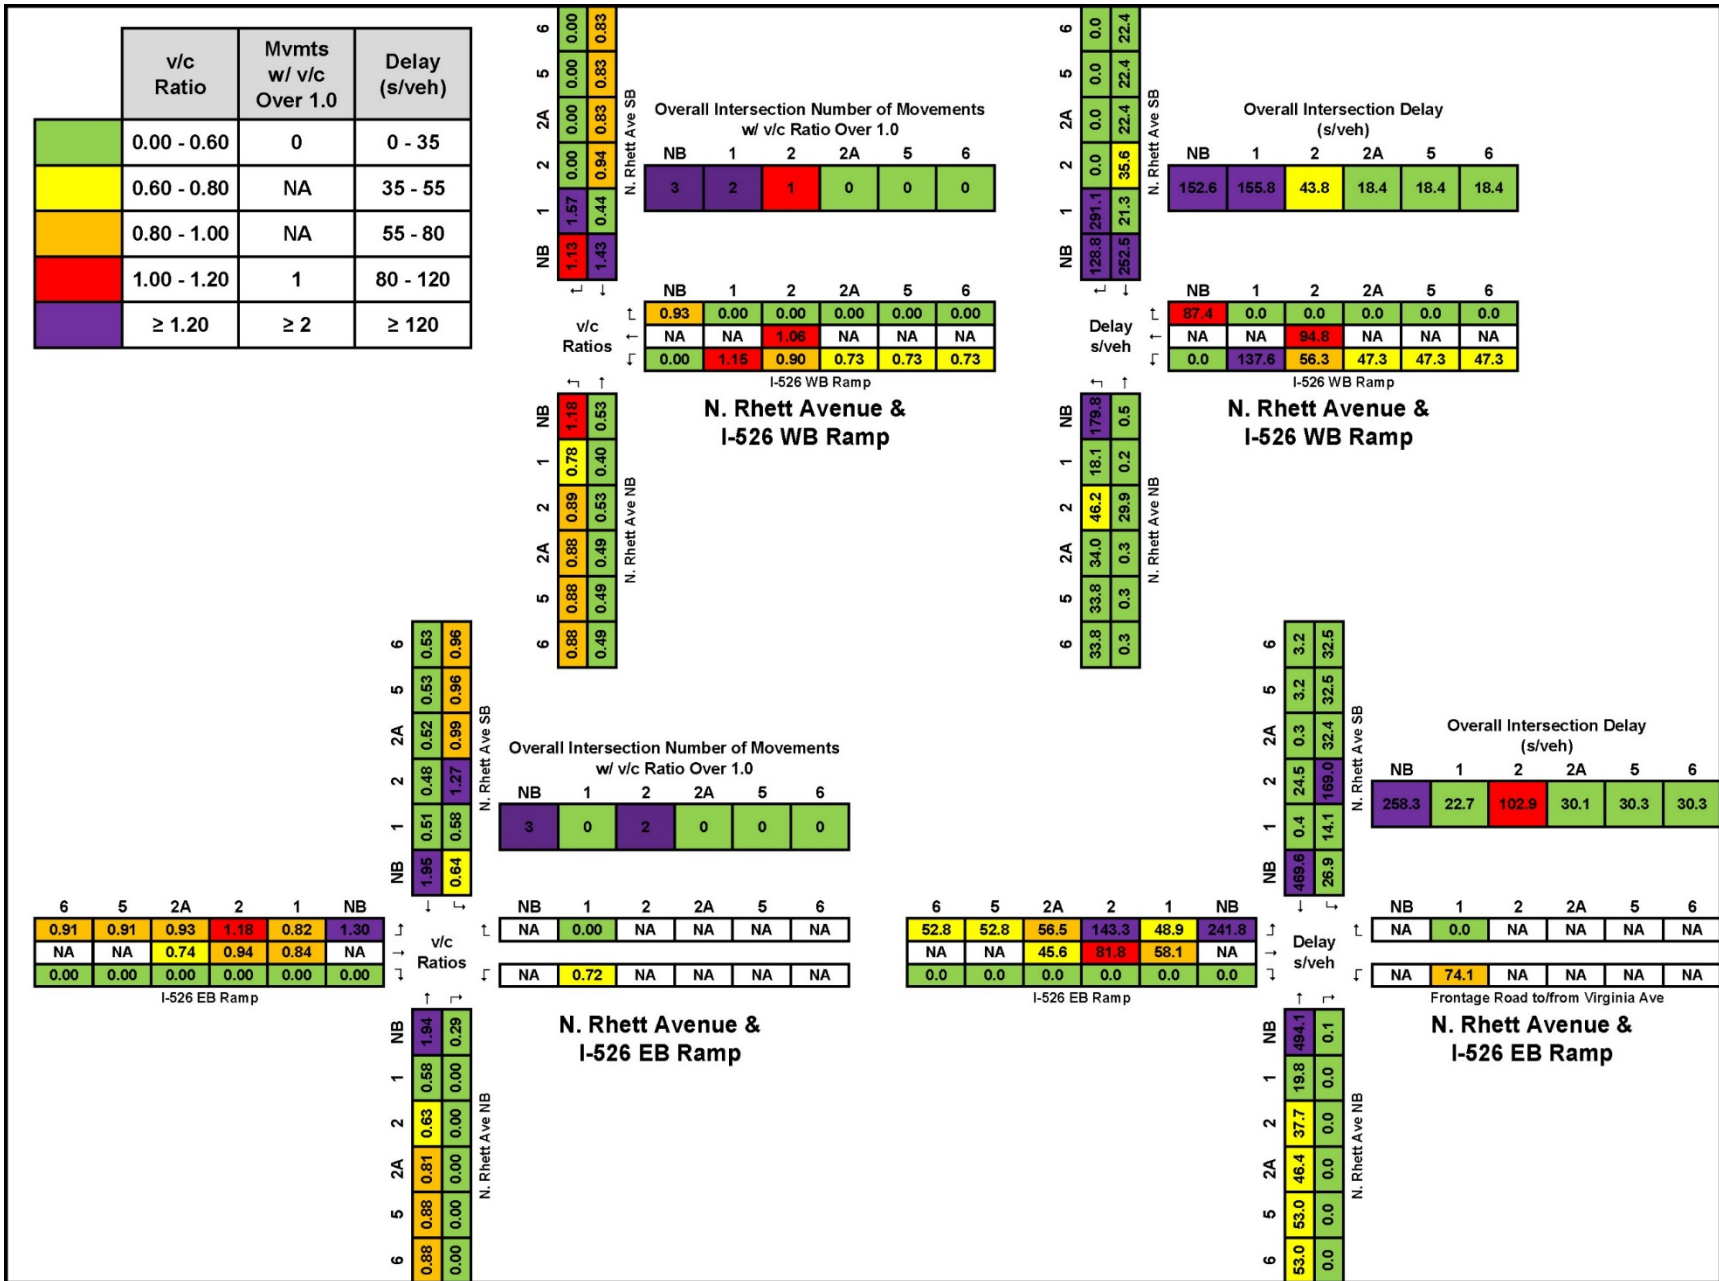 v/c Ratio	Mvmts w/ v/c Over 1.0	Delay (s/veh)
0.00 - 0.60	0	0 - 35
0.60 - 0.80	NA	35 - 55
0.80 - 1.00	NA	55 - 80
1.00 - 1.20	1	80 - 120
≥ 1.20	≥ 2	≥ 120
6 0.00 0.83
5 0.00 0.83
2A 0.00 0.83
2 0.00 0.94
1 1.57 0.44
NB 1.13 1.43
N. Rhett Ave SB
Overall Intersection Number of Movements
w/ v/c Ratio Over 1.0
NB 1 2 2A 5 6
3 2 1 0 0 0
v/c
Ratios
NB 1 2 2A 5 6
0.93 0.00 0.00 0.00 0.00 0.00
NA NA 1.06 NA NA NA
0.00 1.15 0.90 0.73 0.73 0.73
I-526 WB Ramp
N. Rhett Avenue &
I-526 WB Ramp
NB 1.18 0.53
1 0.78 0.40
2 0.89 0.53
2A 0.88 0.49
5 0.88 0.49
6 0.88 0.49
N. Rhett Ave NB
6 0.0 22.4
5 0.0 22.4
2A 0.0 22.4
2 0.0 35.6
1 291.1 21.3
NB 128.8 252.5
N. Rhett Ave SB
Overall Intersection Delay
(s/veh)
NB 1 2 2A 5 6
152.6 155.8 43.8 18.4 18.4 18.4
Delay
s/veh
NB 1 2 2A 5 6
87.4 0.0 0.0 0.0 0.0 0.0
NA NA 94.8 NA NA NA
0.0 137.6 56.3 47.3 47.3 47.3
I-526 WB Ramp
N. Rhett Avenue &
I-526 WB Ramp
NB 179.8 0.5
1 18.1 0.2
2 46.2 29.9
2A 34.0 0.3
5 33.8 0.3
6 33.8 0.3
N. Rhett Ave NB
6 0.53 0.96
5 0.53 0.96
2A 0.52 0.99
2 0.48 1.27
1 0.51 0.58
NB 1.95 0.64
N. Rhett Ave SB
Overall Intersection Number of Movements
w/ v/c Ratio Over 1.0
NB 1 2 2A 5 6
3 0 2 0 0 0
6 5 2A 2 1 NB
0.91 0.91 0.93 1.18 0.82 1.30
NA NA 0.74 0.94 0.84 NA
0.00 0.00 0.00 0.00 0.00 0.00
I-526 EB Ramp
v/c
Ratios
NB 1 2 2A 5 6
NA 0.00 NA NA NA NA
NA 0.72 NA NA NA NA
N. Rhett Avenue &
I-526 EB Ramp
NB 1.94 0.29
1 0.58 0.00
2 0.63 0.00
2A 0.81 0.00
5 0.88 0.00
6 0.88 0.00
N. Rhett Ave NB
6 3.2 32.5
5 3.2 32.5
2A 0.3 32.4
2 24.5 169.0
1 0.4 14.1
NB 469.6 26.9
N. Rhett Ave SB
Overall Intersection Delay
(s/veh)
NB 1 2 2A 5 6
258.3 22.7 102.9 30.1 30.3 30.3
6 5 2A 2 1 NB
52.8 52.8 56.5 143.3 48.9 241.8
NA NA 45.6 81.8 58.1 NA
0.0 0.0 0.0 0.0 0.0 0.0
I-526 EB Ramp
Delay
s/veh
NB 1 2 2A 5 6
NA 0.0 NA NA NA NA
NA 74.1 NA NA NA NA
Frontage Road to/from Virginia Ave
N. Rhett Avenue &
I-526 EB Ramp
NB 494.1 0.1
1 19.8 0.0
2 37.7 0.0
2A 46.4 0.0
5 53.0 0.0
6 53.0 0.0
N. Rhett Ave NB